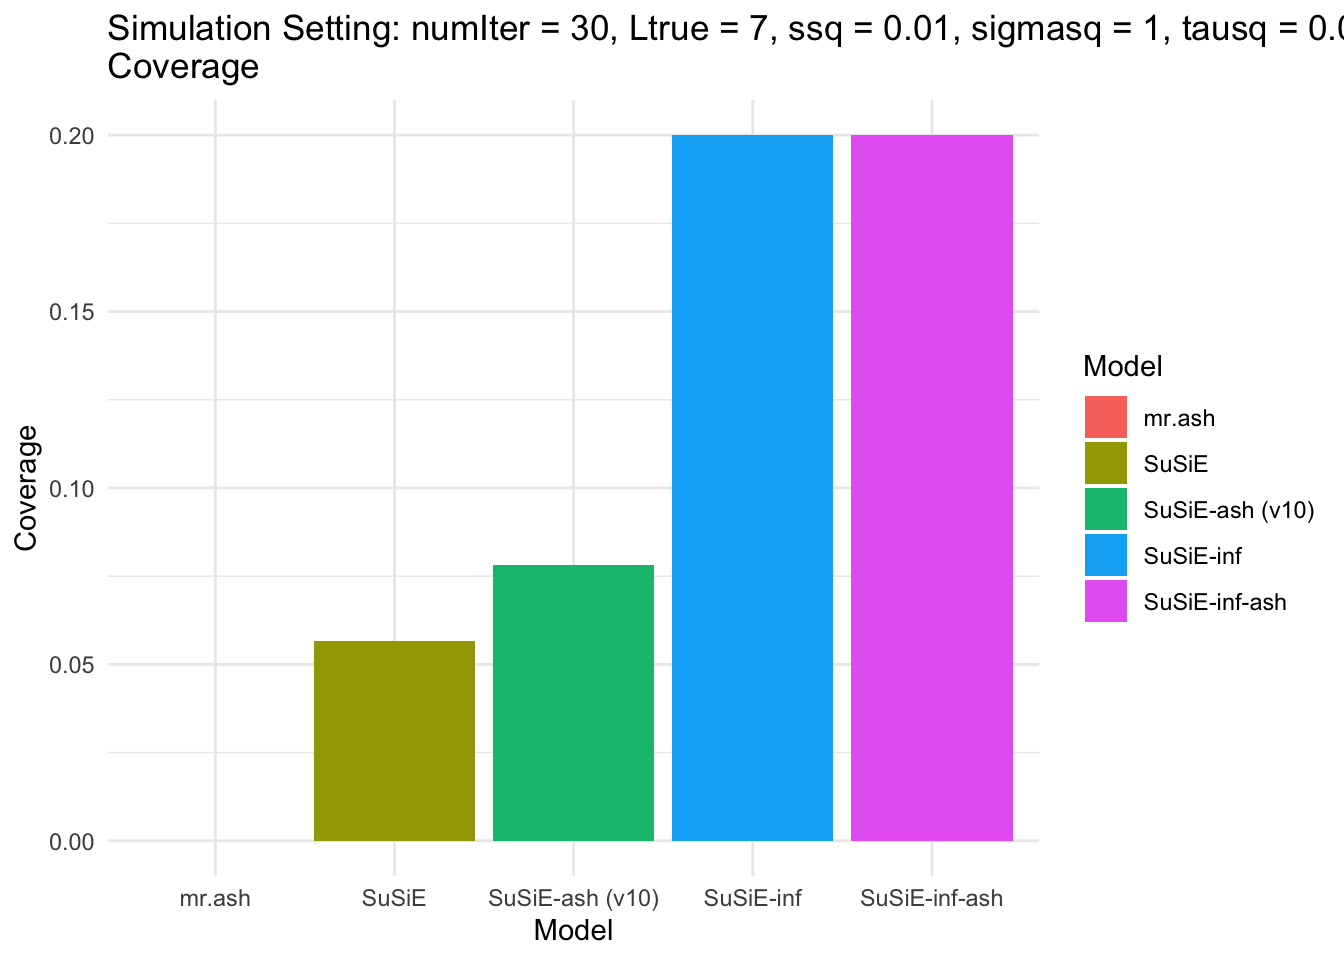 Simulation Setting: numIter = 30, Ltrue = 7, ssq = 0.01, sigmasq = 1, tausq = 0.0
Coverage
0.20
0.15
0.10
0.05
0.00
Coverage
mr.ash
SuSiE
SuSiE-ash (v10)
SuSiE-inf
SuSiE-inf-ash
Model
Model
mr.ash
SuSiE
SuSiE-ash (v10)
SuSiE-inf
SuSiE-inf-ash